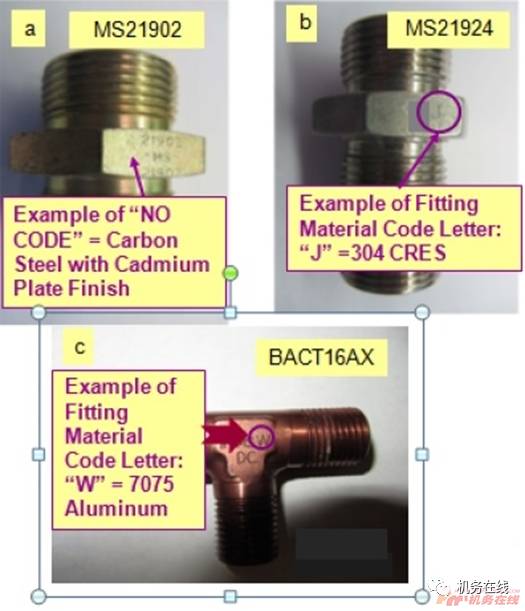 a
MS21902
21902
MS
21902
Example of “NO
CODE” = Carbon
Steel with Cadmium
Plate Finish
b
MS21924
J
Example of Fitting
Material Code Letter:
“J” =304 CRES
c
BACT16AX
Example of
Fitting
Material
Code Letter:
“W” = 7075
Aluminum
W
DC
机务在线
机务在线